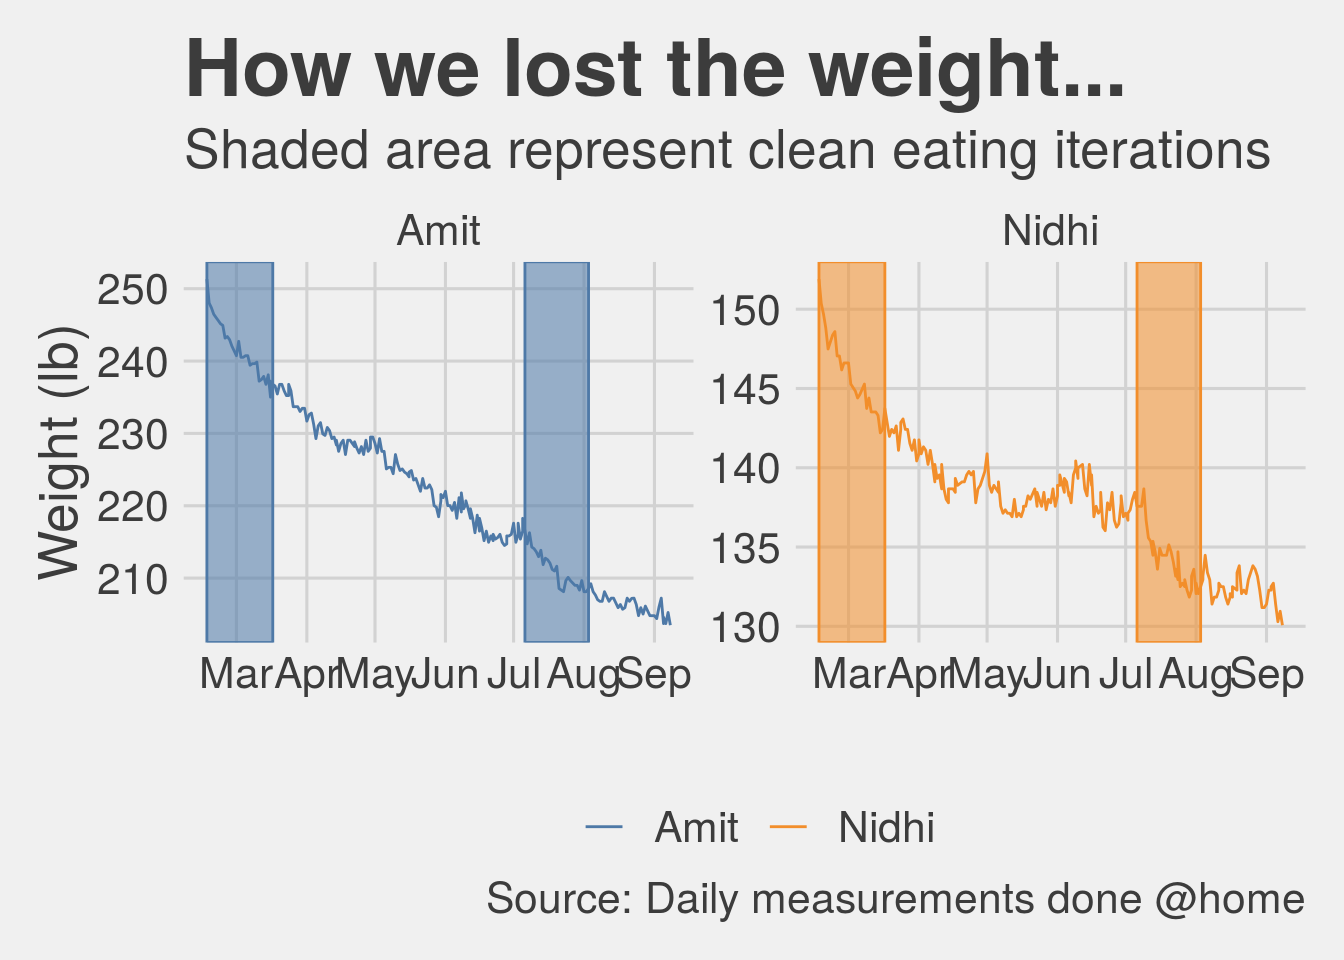 How we lost the weight...
Shaded area represent clean eating iterations
Amit
Nidhi
Weight (lb)
250
240
230
220
210
150
145
140
135
130
Mar Apr May Jun Jul Aug Sep
Mar Apr May Jun Jul Aug Sep
Amit Nidhi
Source: Daily measurements done @home